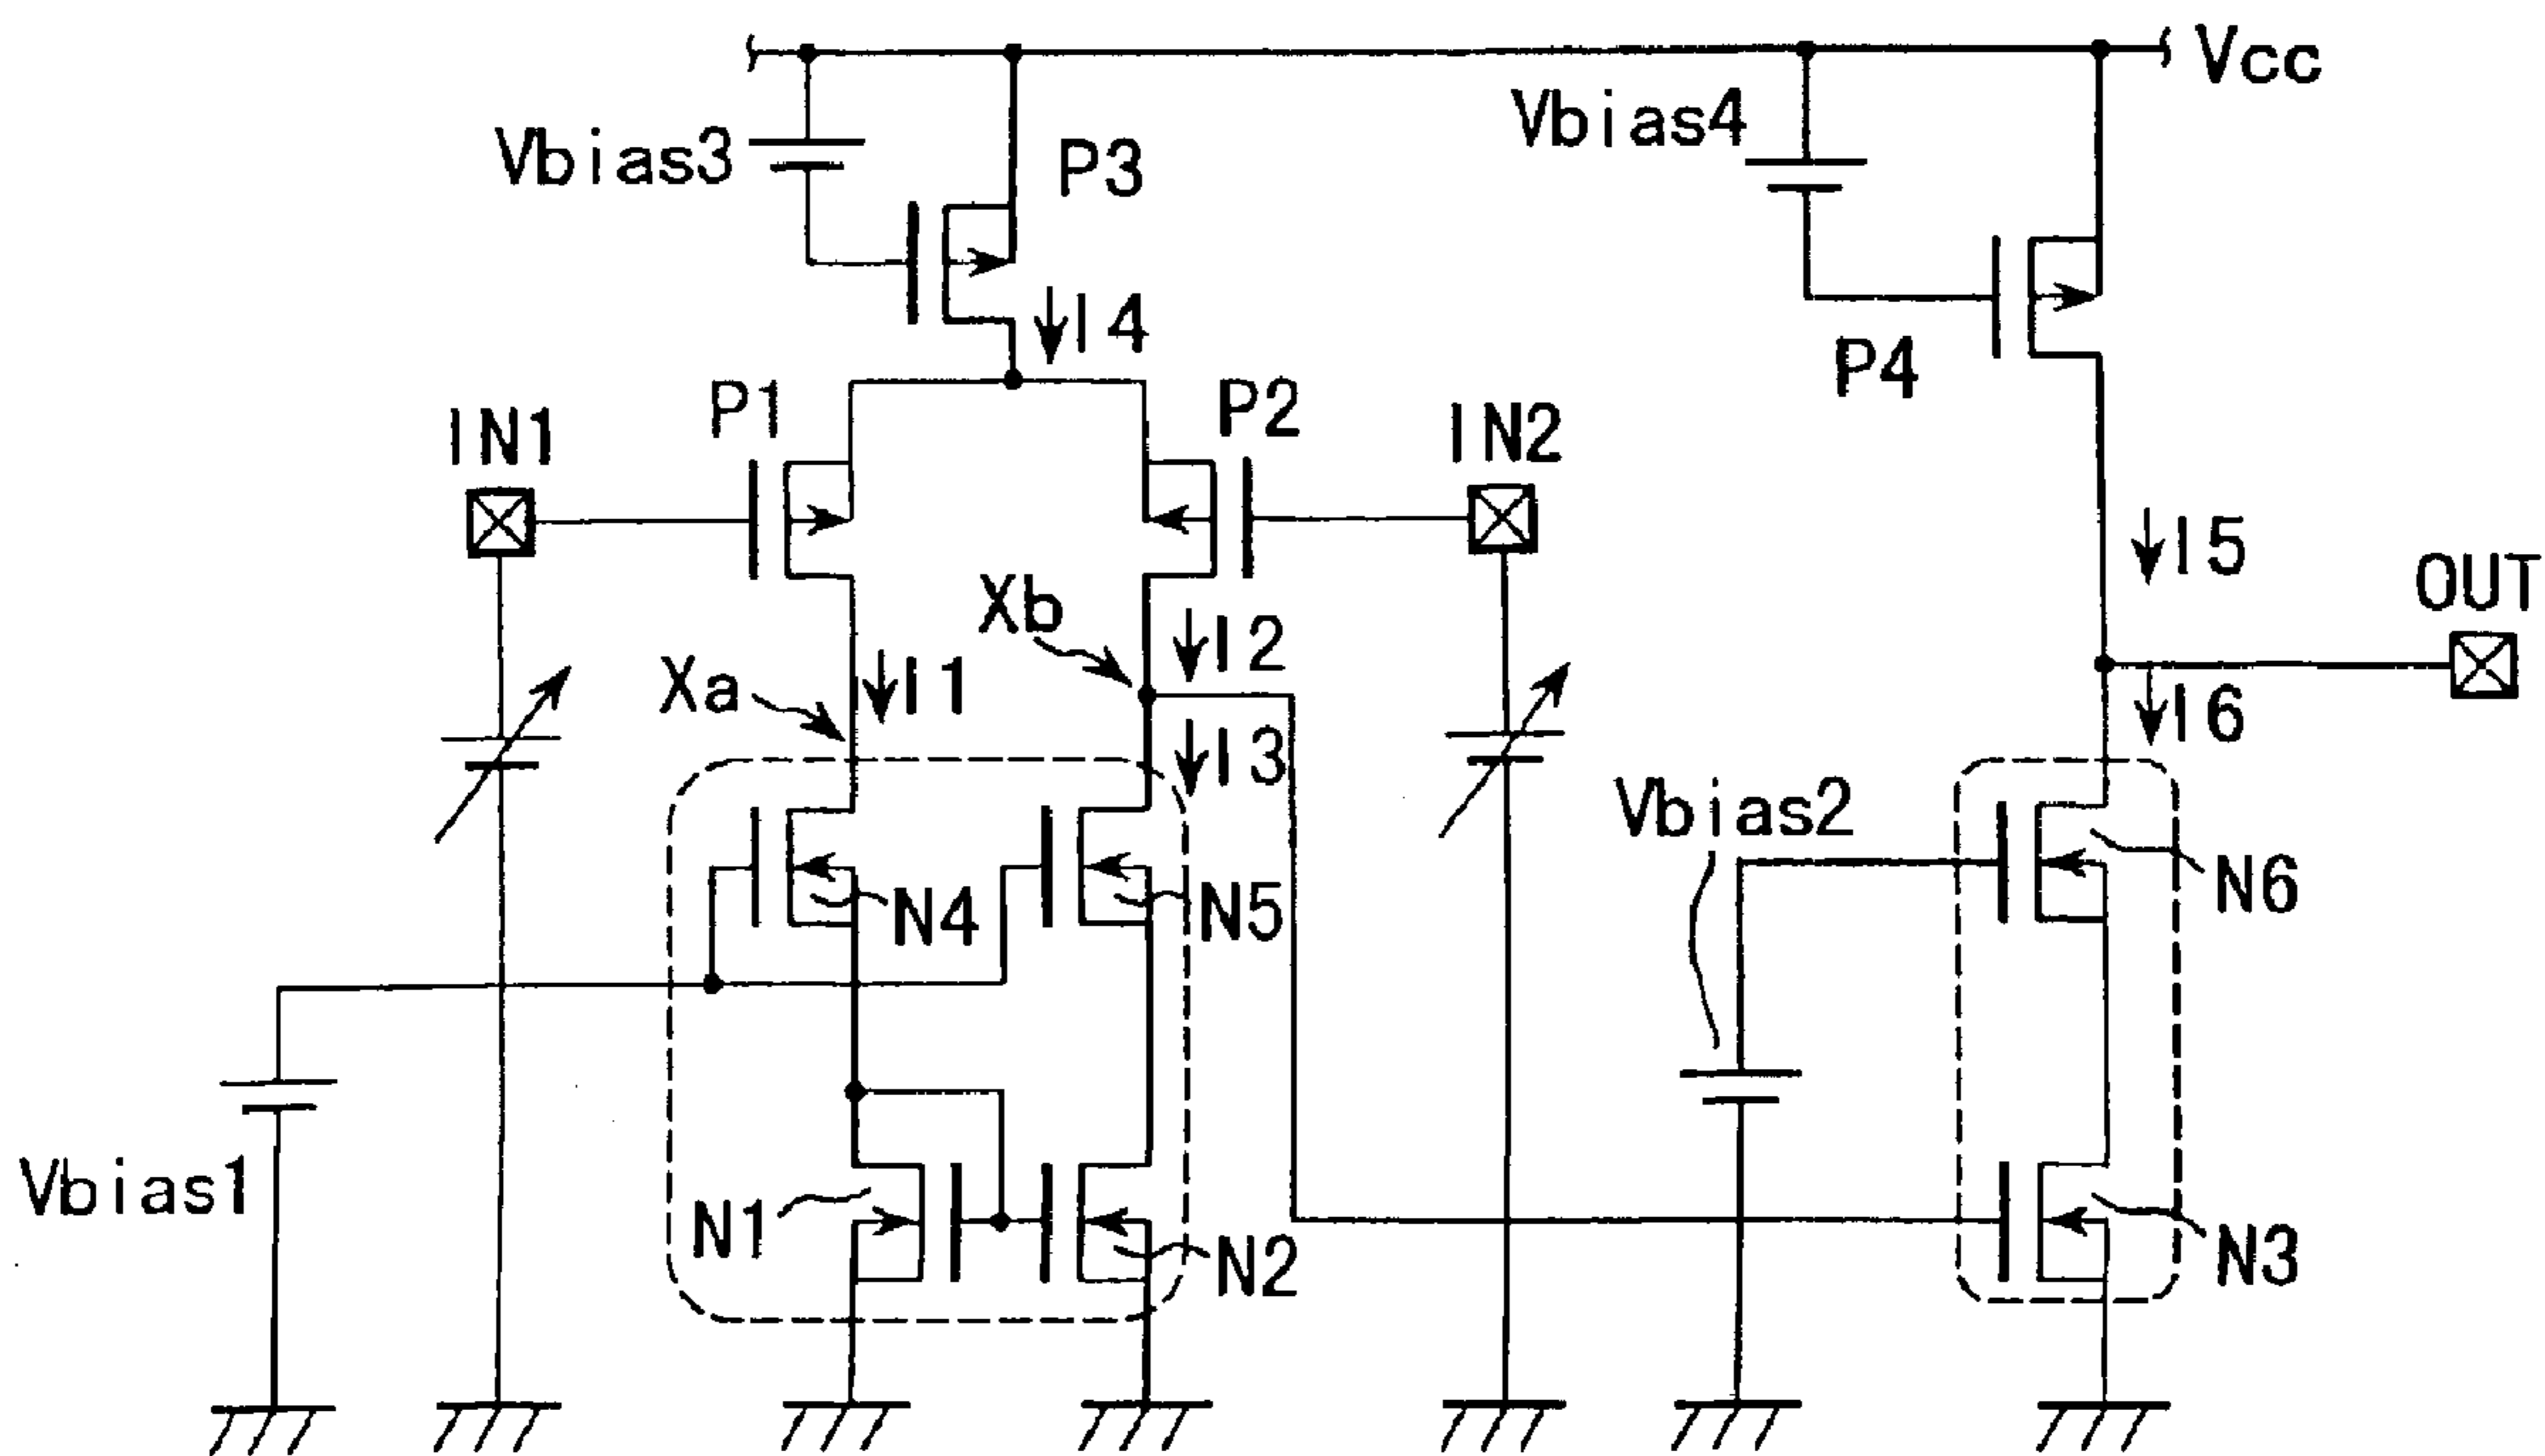 Vcc
Vbias4
Vbias3
P3
I4
P4
P1
P2
IN1
IN2
I5
OUT
Xb
I2
Xa
I1
I6
I3
Vbias2
N4
N5
N6
Vbias1
N1
N2
N3